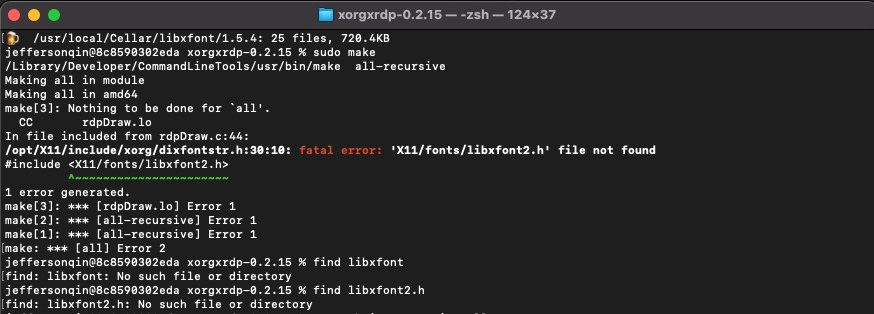 xorgxrdp-0.2.15 — -zsh — 124×37
[🍺  /usr/local/Cellar/libxfont/1.5.4: 25 files, 720.4KB
jeffersonqin@8c8590302eda xorgxrdp-0.2.15 % sudo make
/Library/Developer/CommandLineTools/usr/bin/make  all-recursive
Making all in module
Making all in amd64
make[3]: Nothing to be done for `all'.
  CC       rdpDraw.lo
In file included from rdpDraw.c:44:
/opt/X11/include/xorg/dixfontstr.h:30:10: fatal error: 'X11/fonts/libxfont2.h' file not found
#include <X11/fonts/libxfont2.h>
         ^~~~~~~~~~~~~~~~~~~~~~~
1 error generated.
make[3]: *** [rdpDraw.lo] Error 1
make[2]: *** [all-recursive] Error 1
make[1]: *** [all-recursive] Error 1
[make: *** [all] Error 2
jeffersonqin@8c8590302eda xorgxrdp-0.2.15 % find libxfont
[find: libxfont: No such file or directory
jeffersonqin@8c8590302eda xorgxrdp-0.2.15 % find libxfont2.h
[find: libxfont2.h: No such file or directory